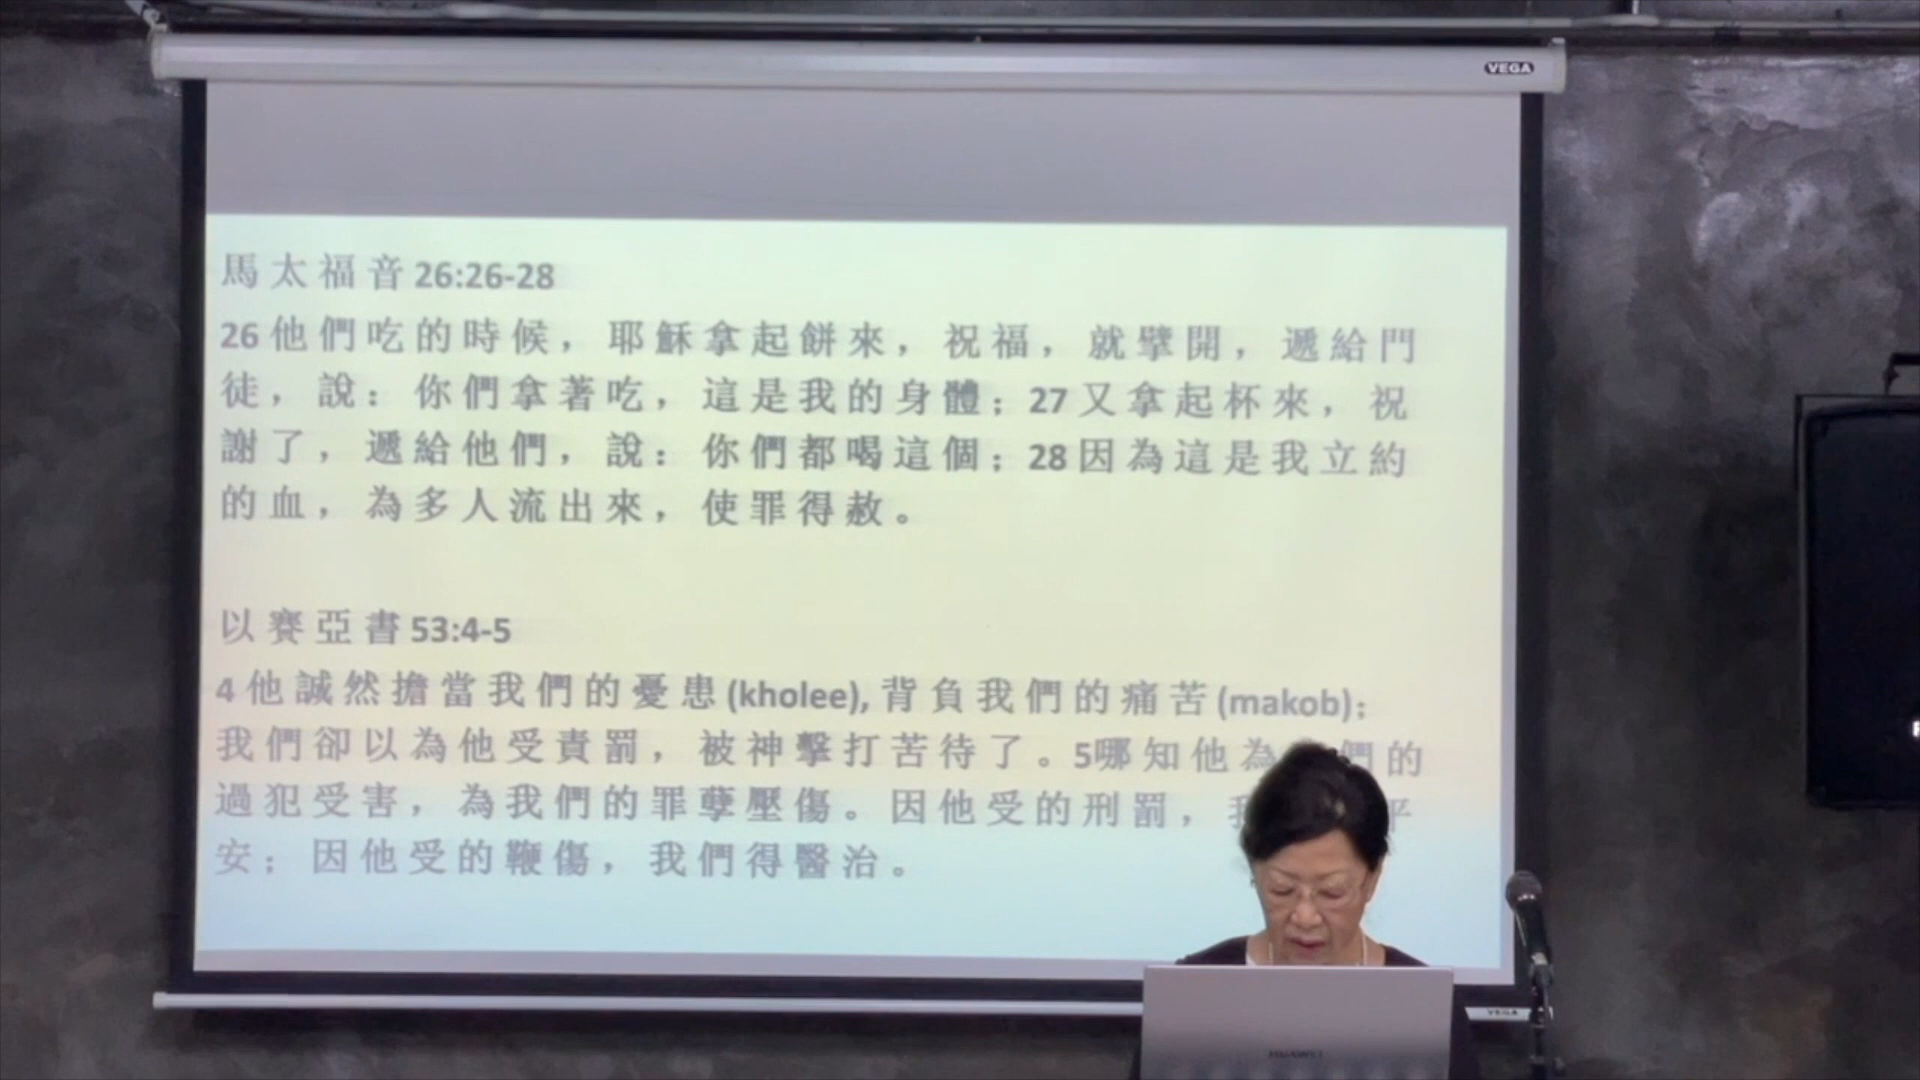 VEGA
馬太福音 26:26-28
26 他們吃的時候，耶穌拿起餅來，祝福，就擘開，遞給門
徒，說：你們拿著吃，這是我的身體；27 又拿起杯來，祝
謝了，遞給他們，說：你們都喝這個；28 因為這是我立約
的血，為多人流出來，使罪得赦。
以賽亞書 53:4-5
4 他誠然擔當我們的憂患 (kholee), 背負我們的痛苦 (makob)；
我們卻以為他受責罰，被神擊打苦待了。5哪知他為 們的
過犯受害，為我們的罪孽壓傷。因他受的刑罰，我 平
安；因他受的鞭傷，我們得醫治。
VEGA
HUAWEI